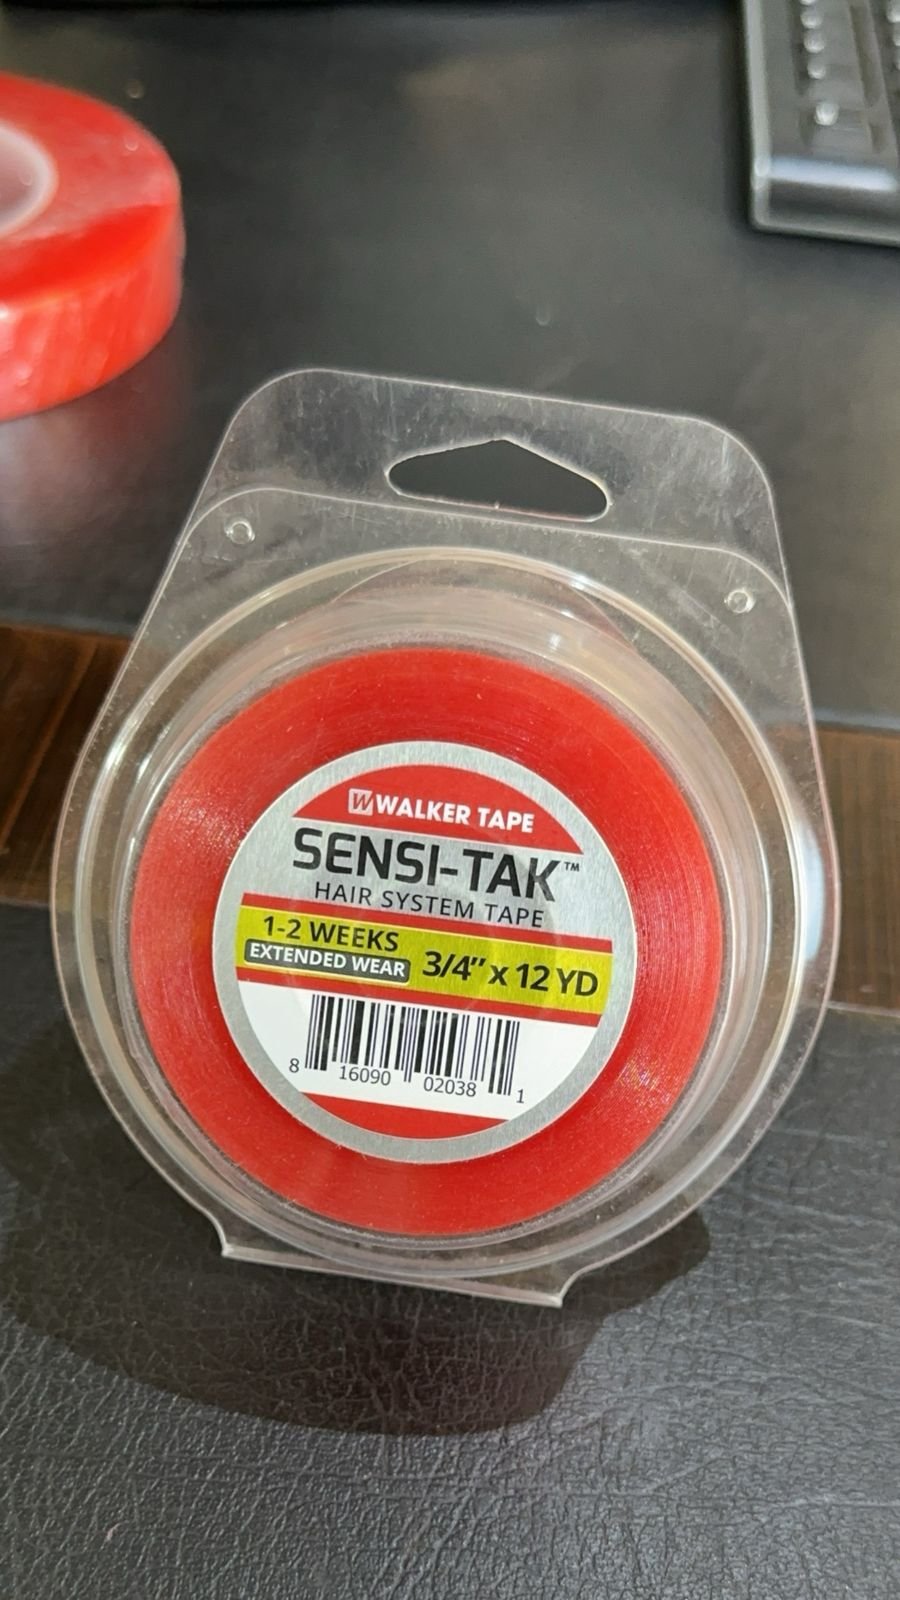 WALKER TAPE
SENSI-TAK™
HAIR SYSTEM TAPE
1-2 WEEKS
EXTENDED WEAR
3/4" x 12 YD
8 16090 02038 1